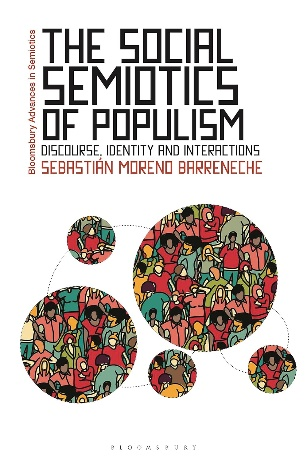 Bloomsbury Advances in Semiotics
THE SOCIAL
SEMIOTICS
OF POPULISM
DISCOURSE, IDENTITY AND INTERACTIONS
SEBASTIÁN MORENO BARRENECHE
BLOOMSBURY